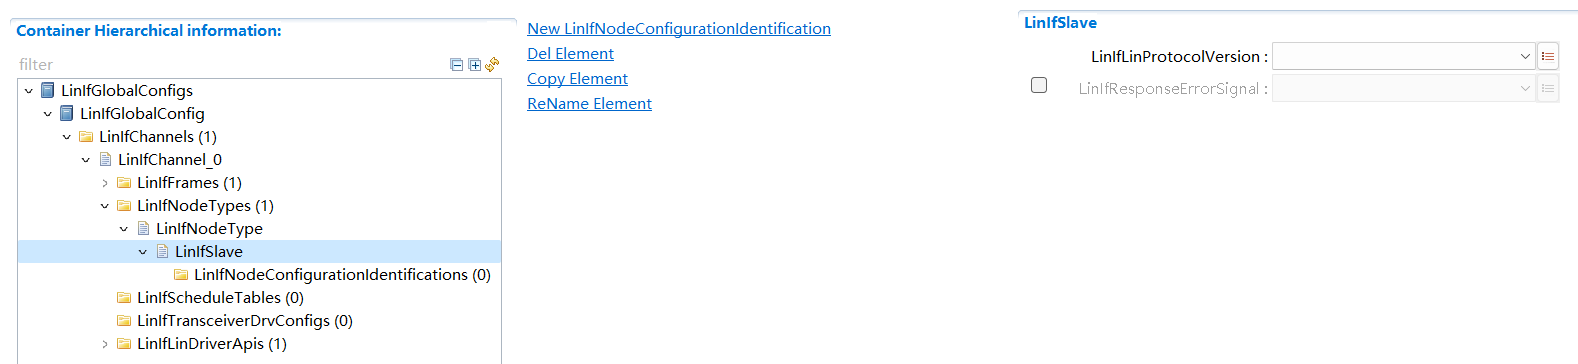 Container Hierarchical information:
filter
LinIfGlobalConfigs
LinIfGlobalConfig
LinIfChannels (1)
LinIfChannel_0
LinIfFrames (1)
LinIfNodeTypes (1)
LinIfNodeType
LinIfSlave
LinIfNodeConfigurationIdentifications (0)
LinIfScheduleTables (0)
LinIfTransceiverDrvConfigs (0)
LinIfLinDriverApis (1)
New LinIfNodeConfigurationIdentification
Del Element
Copy Element
ReName Element
LinIfSlave
LinIfLinProtocolVersion :
LinIfResponseErrorSignal :